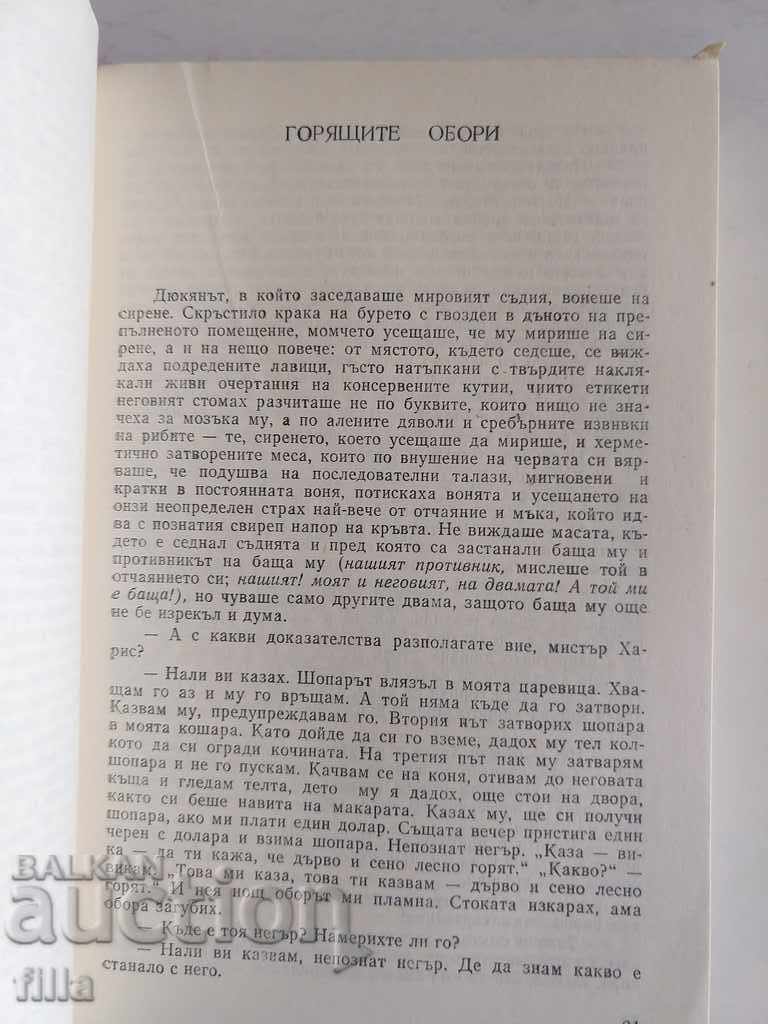 ГОРЯЩИТЕ ОБОРИ
Дюкянът, в който заседаваше мировият съдия, вонеше на
сирене. Скръстило крака на бурето с гвоздеи в дъното на пре-
пълненото помещение, момчето усещаше, че му мирише на си-
рене, а и на нещо повече: от мястото, където седеше, се виж-
даха подредените лавици, гъсто натъпкани с твърдите накля-
кали живи очертания на консервените кутии, чиито етикети
неговият стомах разчиташе не по буквите, които нищо не зна-
чеха за мозъка му, а по алените дяволи и сребърните извивки
на рибите — те, сиренето, което усещаше да мирише, и херме-
тично затворените меса, които по внушение на червата си вяр-
ваше, че подушва на последователни талази, мигновени и
кратки в постоянната воня, потискаха вонята и усещането на
онзи неопределен страх най-вече от отчаяние и мъка, който ид-
ва с познатия свиреп напор на кръвта. Не виждаше масата, къ-
дето е седнал съдията и пред която са застанали баща му и
противникът на баща му (нашият противник, мислеше той в
отчаянието си; нашият! моят и неговият, на двамата! А той ми
е баща!), но чуваше само другите двама, защото баща му още
не бе изрекъл и дума.
— А с какви доказателства разполагате вие, мистър Ха-
рис?
— Нали ви казах. Шопарът влязъл в моята царевица. Хва-
щам го аз и му го връщам. А той няма къде да го затвори.
Казвам му, предупреждавам го. Втория път затворих шопара
в моята кошара. Като дойде да си го вземе, дадох му тел кол-
кото да си огради кочината. На третия път пак му затварям
шопара и не го пускам. Качвам се на коня, отивам до неговата
къща и гледам телта, дето му я дадох, още стои на двора,
както си беше навита на макарата. Казах му, ще си получи
шопара, ако ми плати един долар. Същата вечер пристига един
черен с долара и взима шопара. Непознат негър. „Каза — ви-
ка — да ти кажа, че дърво и сено лесно горят.“ „Какво?“ —
викам. „Това ми каза, това ти казвам — дърво и сено лесно
горят.“ И нея нощ оборът ми пламна. Стоката изкарах, ама
обора загубих.
— Къде е тоя негър? Намерихте ли го?
— Нали ви казвам, непознат негър. Де да знам какво е
станало с него.
BALKAN
auction
filla